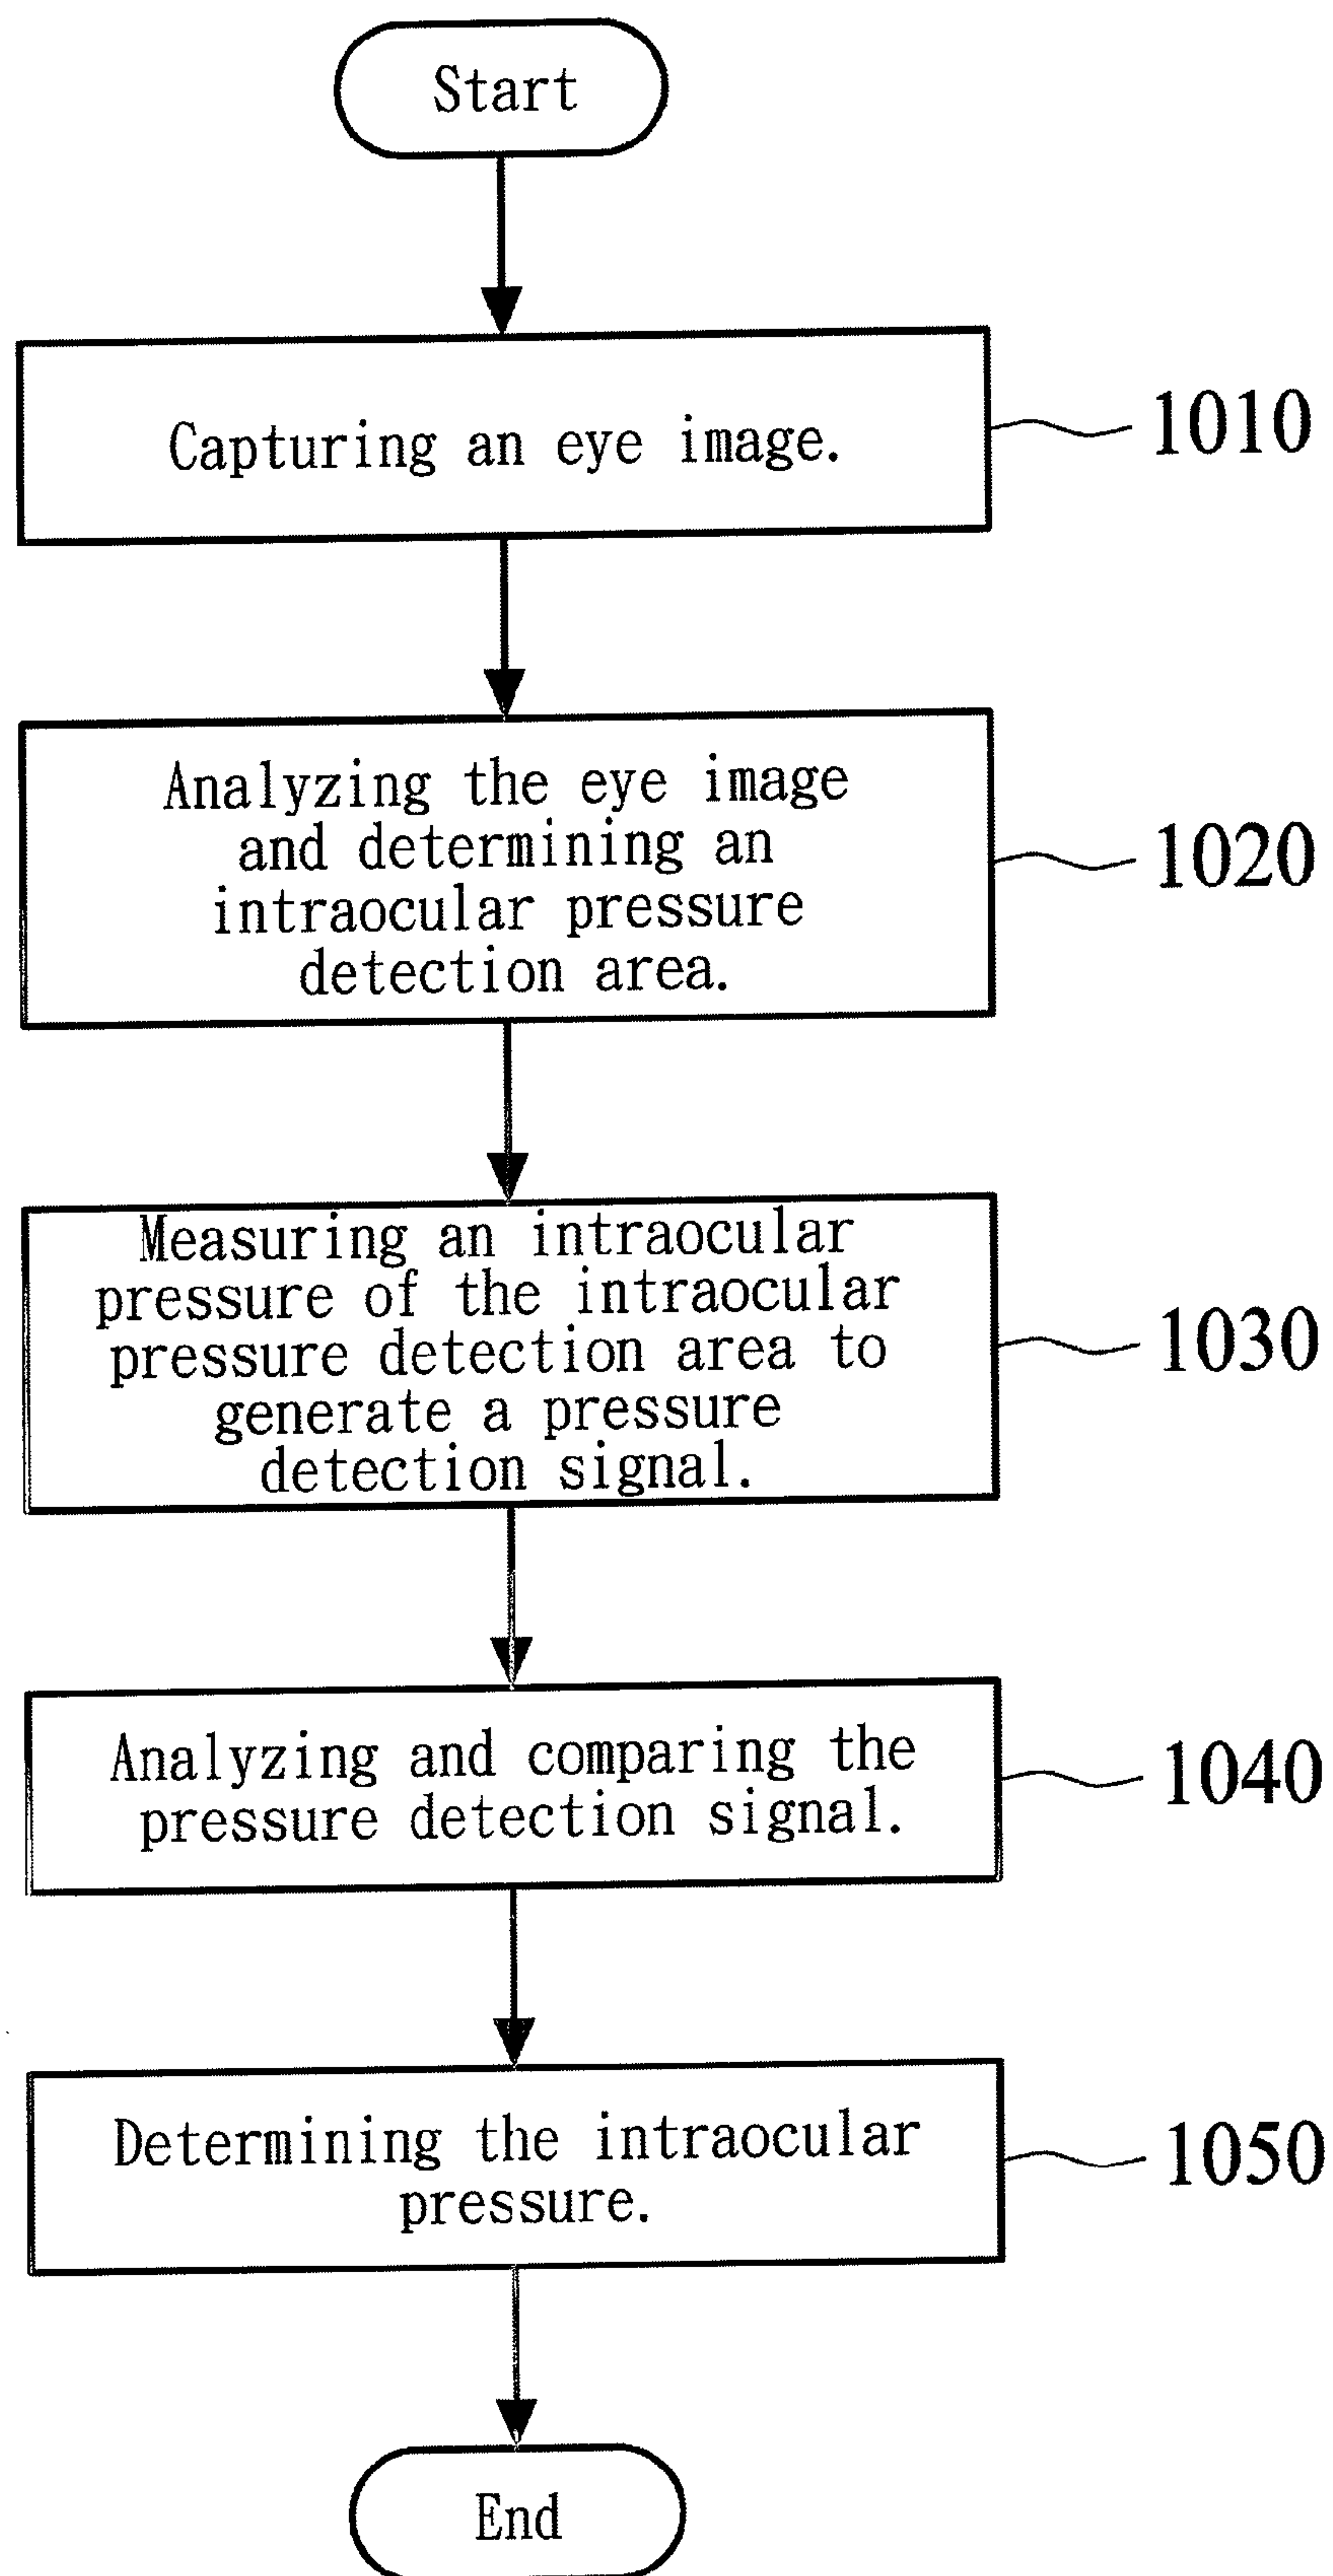 Start
Capturing an eye image.
1010
Analyzing the eye image
and determining an
intraocular pressure
detection area.
1020
Measuring an intraocular
pressure of the intraocular
pressure detection area to
generate a pressure
detection signal.
1030
Analyzing and comparing the
pressure detection signal.
1040
Determining the intraocular
pressure.
1050
End